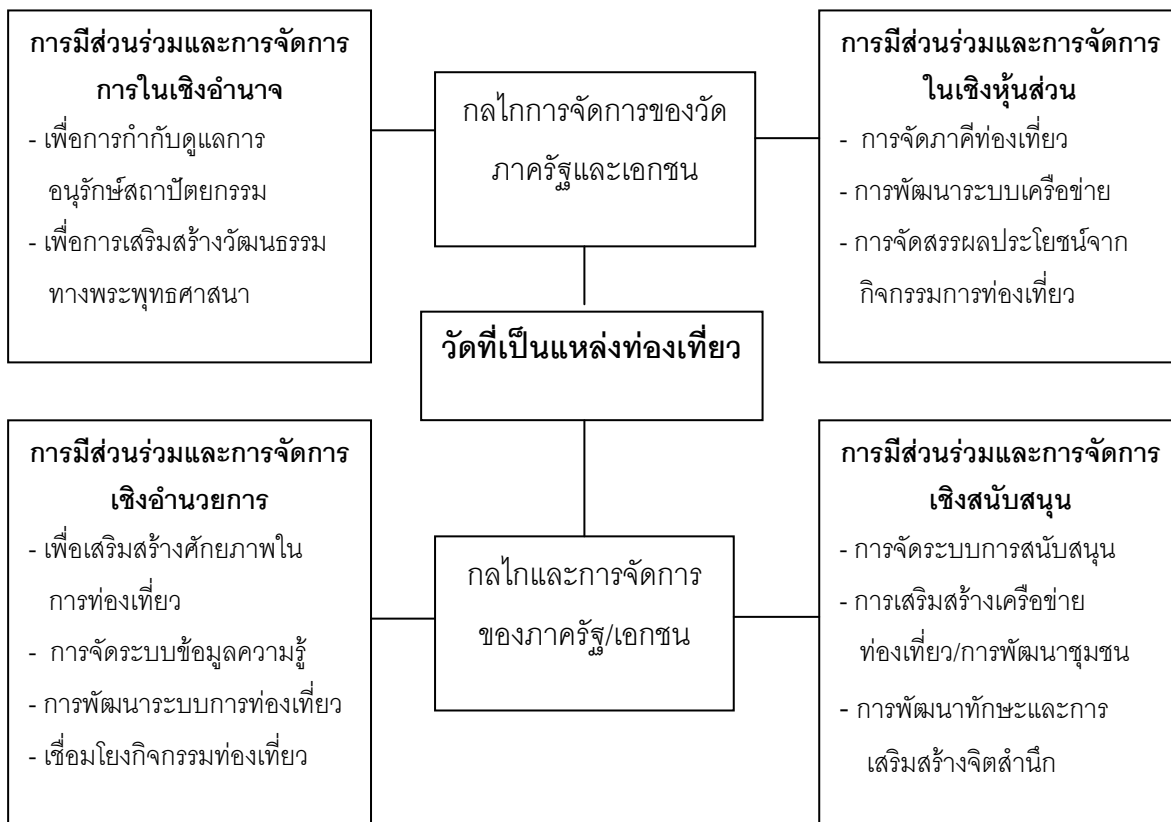 การมีส่วนร่วมและการจัดการ
การในเชิงอำนาจ
- เพื่อการกำกับดูแลการ
อนุรักษ์สถาปัตยกรรม
- เพื่อการเสริมสร้างวัฒนธรรม
ทางพระพุทธศาสนา
กลไกการจัดการของวัด
ภาครัฐและเอกชน
การมีส่วนร่วมและการจัดการ
ในเชิงหุ้นส่วน
- การจัดภาคีท่องเที่ยว
- การพัฒนาระบบเครือข่าย
- การจัดสรรผลประโยชน์จาก
กิจกรรมการท่องเที่ยว
วัดที่เป็นแหล่งท่องเที่ยว
การมีส่วนร่วมและการจัดการ
เชิงอำนวยการ
- เพื่อเสริมสร้างศักยภาพใน
การท่องเที่ยว
- การจัดระบบข้อมูลความรู้
- การพัฒนาระบบการท่องเที่ยว
- เชื่อมโยงกิจกรรมท่องเที่ยว
กลไกและการจัดการ
ของภาครัฐ/เอกชน
การมีส่วนร่วมและการจัดการ
เชิงสนับสนุน
- การจัดระบบการสนับสนุน
- การเสริมสร้างเครือข่าย
ท่องเที่ยว/การพัฒนาชุมชน
- การพัฒนาทักษะและการ
เสริมสร้างจิตสำนึก